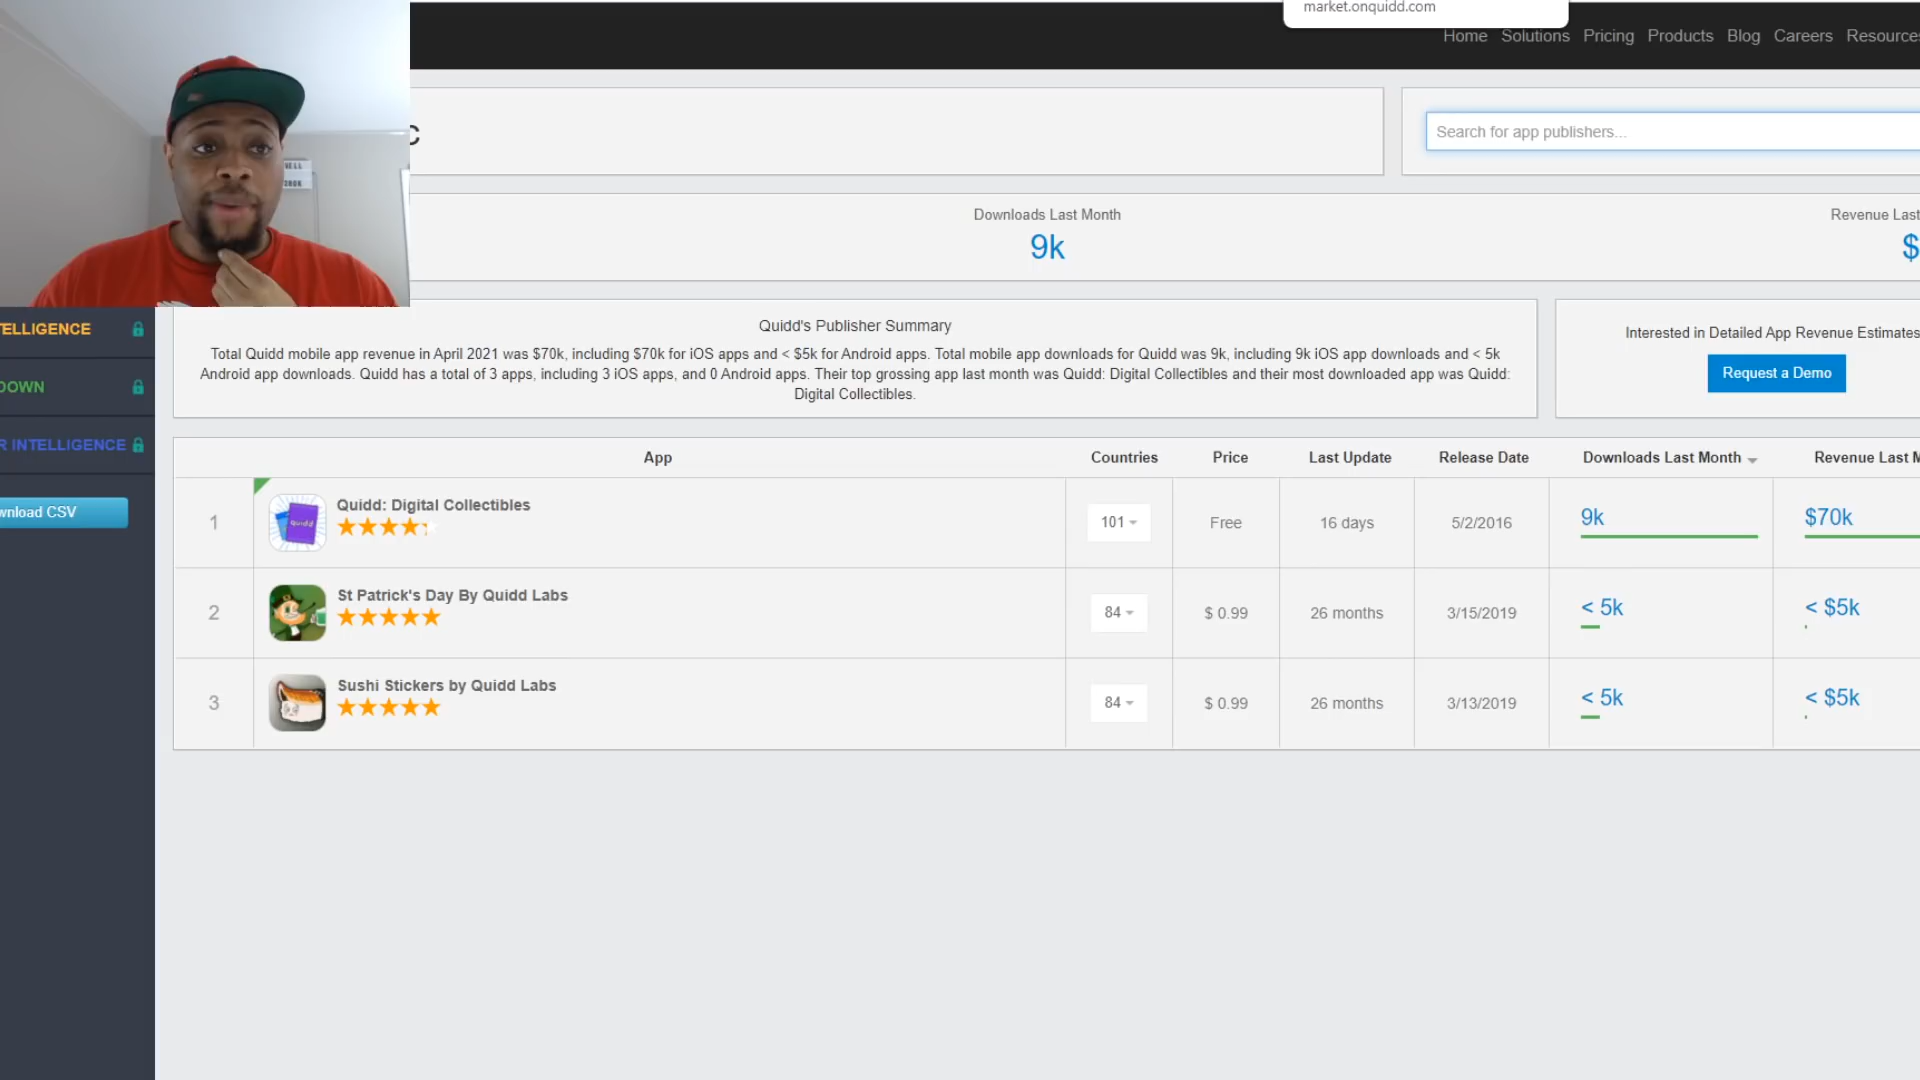 market.onquidd.com
Home Solutions Pricing Products Blog Careers Resources
Search for app publishers...
Downloads Last Month
Revenue Last
9k
$
TELLIGENCE
DOWN
R INTELLIGENCE
wnload CSV
Quidd's Publisher Summary
Total Quidd mobile app revenue in April 2021 was $70k, including $70k for iOS apps and < $5k for Android apps. Total mobile app downloads for Quidd was 9k, including 9k iOS app downloads and < 5k
Android app downloads. Quidd has a total of 3 apps, including 3 iOS apps, and 0 Android apps. Their top grossing app last month was Quidd: Digital Collectibles and their most downloaded app was Quidd:
Digital Collectibles.
Interested in Detailed App Revenue Estimates
Request a Demo
App Countries Price Last Update Release Date Downloads Last Month Revenue Last M
1 quidd Quidd: Digital Collectibles 101 Free 16 days 5/2/2016 9k $70k
2 St Patrick's Day By Quidd Labs 84 $ 0.99 26 months 3/15/2019 < 5k < $5k
3 Sushi Stickers by Quidd Labs 84 $ 0.99 26 months 3/13/2019 < 5k < $5k